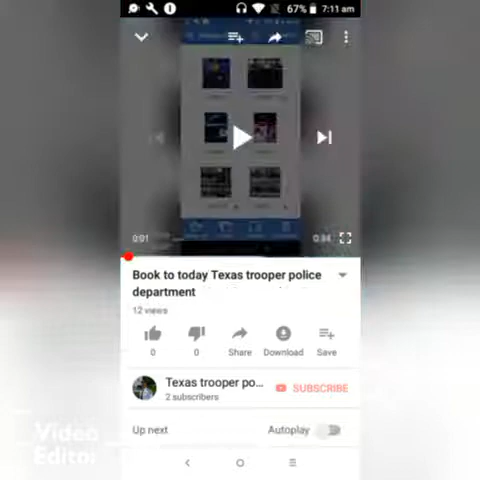 67% 7:11 am
0:01
0:34
Book to today Texas trooper police
department
12 views
0
0
Share
Download
Save
Texas trooper po...
SUBSCRIBE
2 subscribers
Up next
Autoplay
Video
Editor